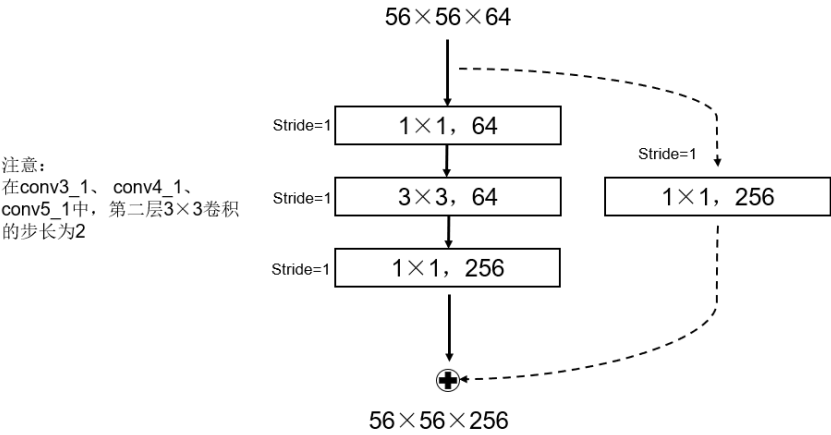 56×56×64
Stride=1
1×1，64
Stride=1
注意：
在conv3_1、 conv4_1、
conv5_1中，第二层3×3卷积
的步长为2
Stride=1
3×3，64
1×1，256
Stride=1
1×1，256
56×56×256